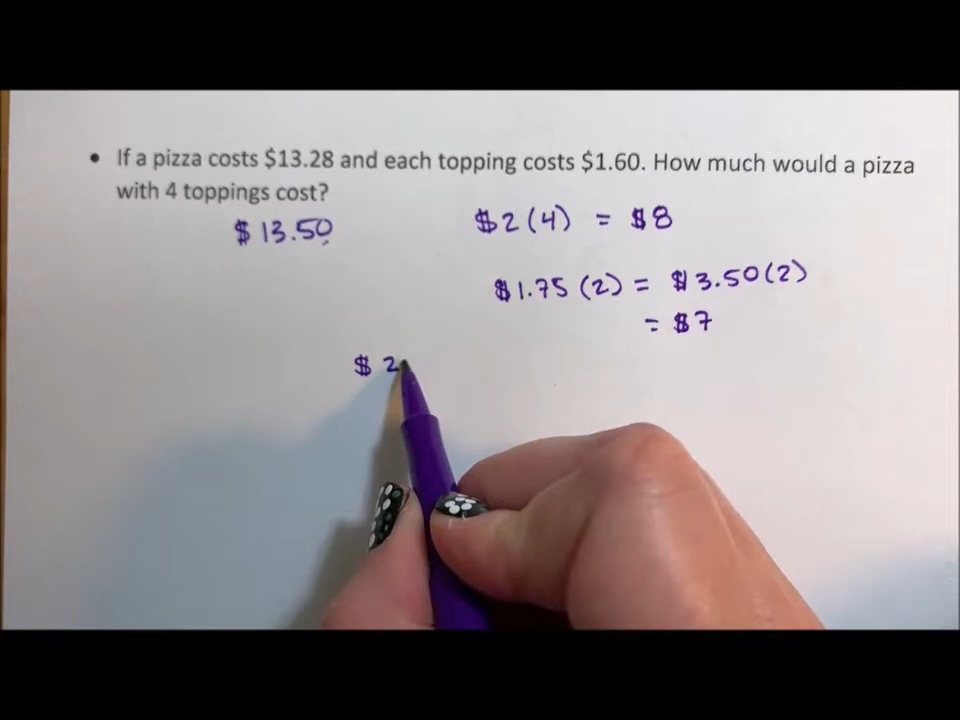 • If a pizza costs $13.28 and each topping costs $1.60. How much would a pizza
with 4 toppings cost?
$13.50
$2(4) = $8
$1.75(2) = $3.50(2)
= $7
$2